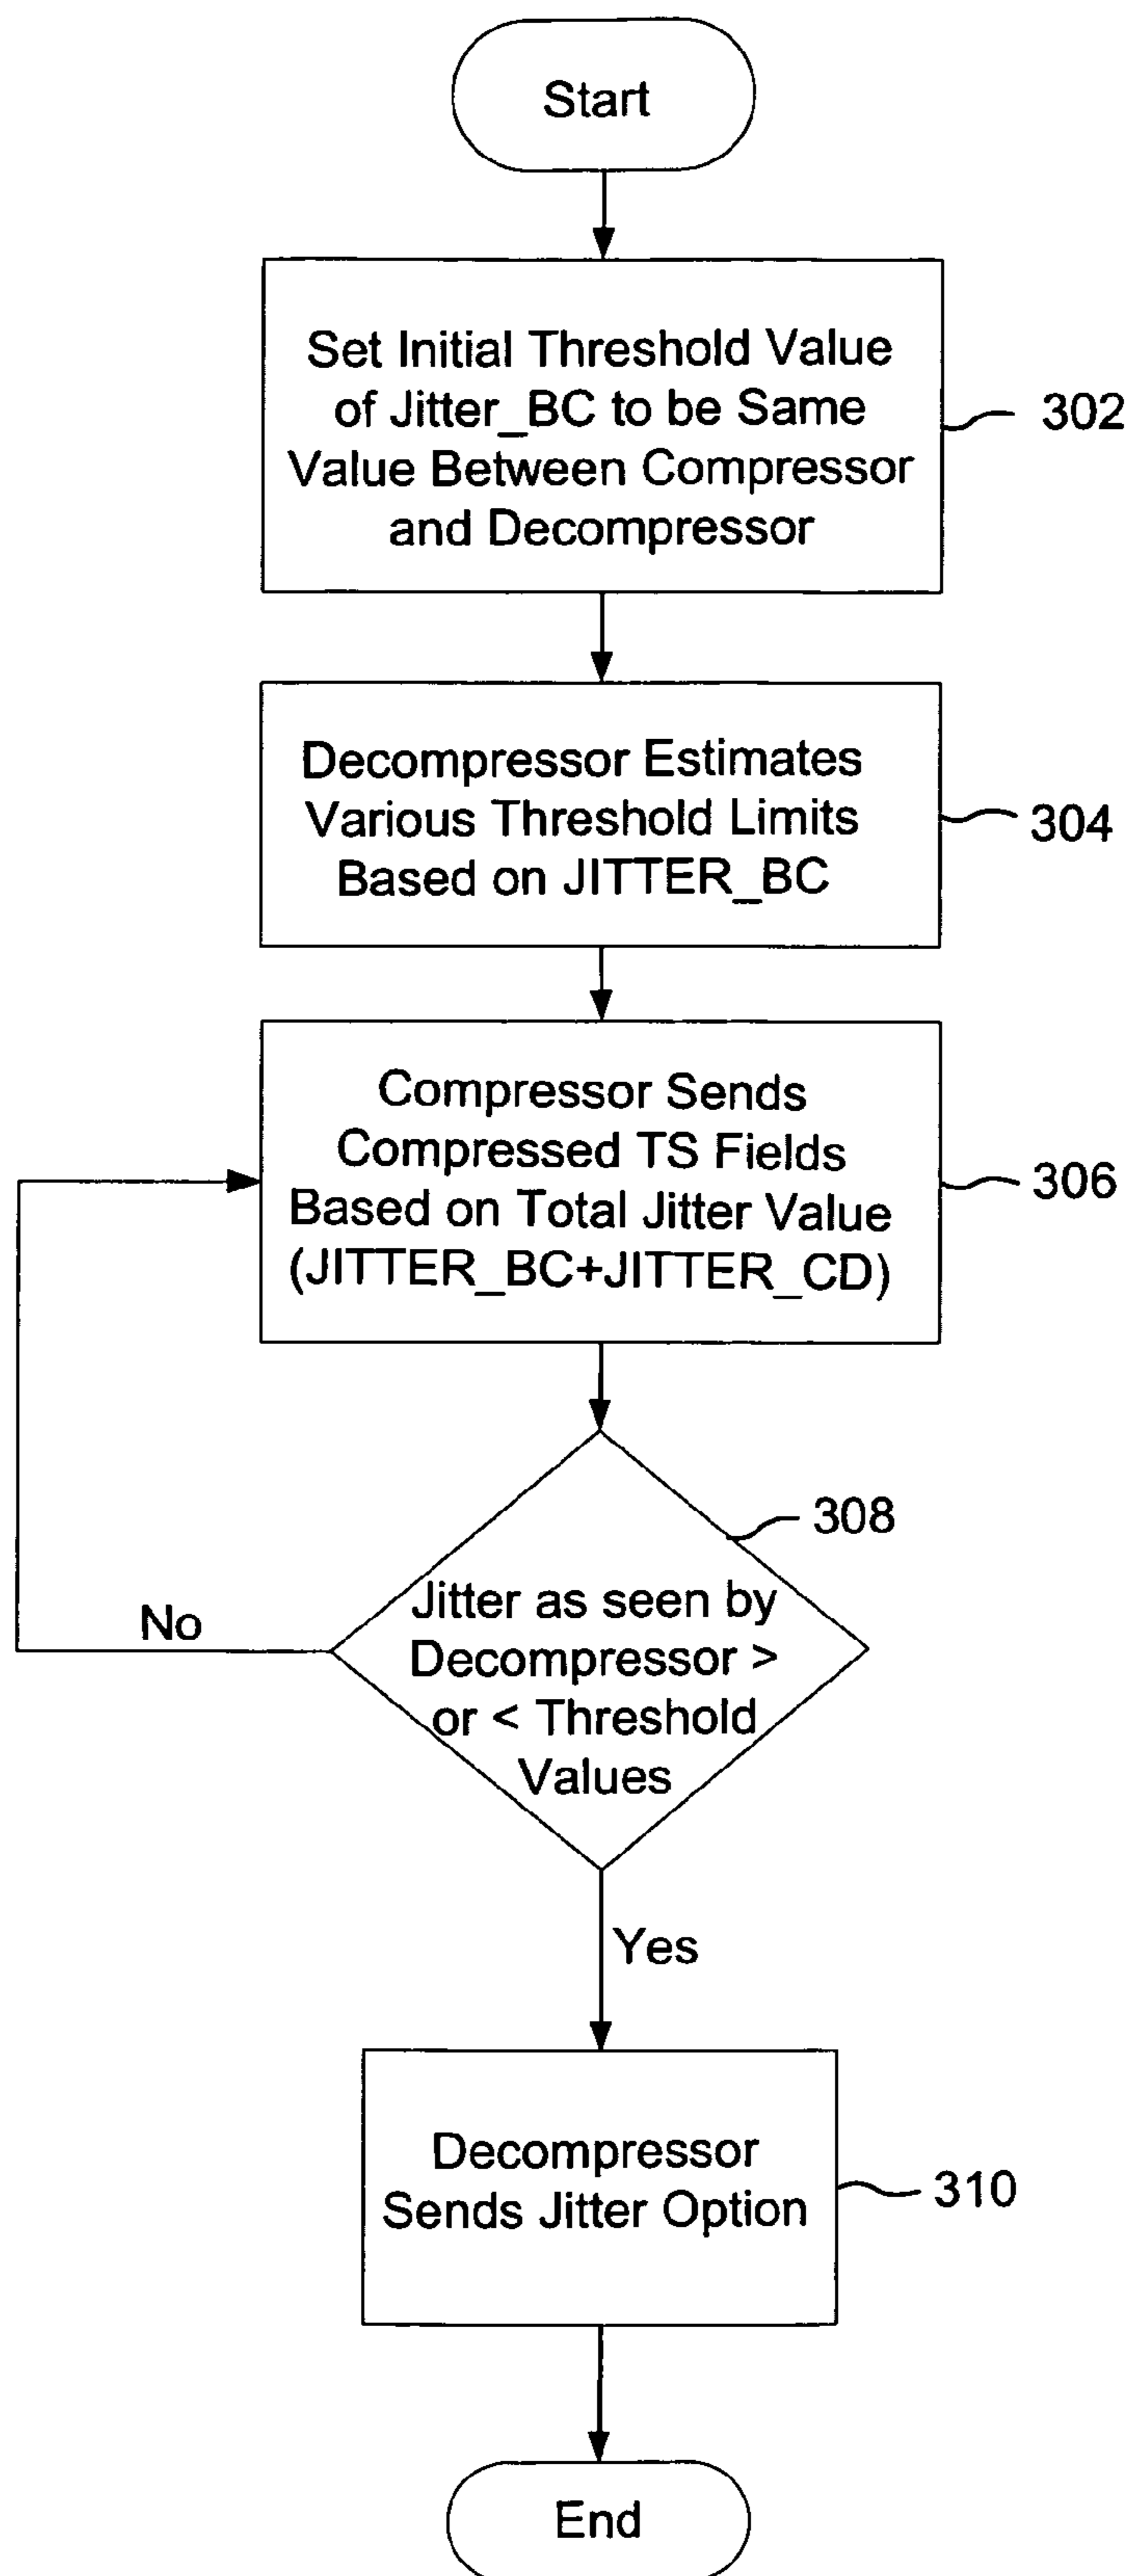 Start
Set Initial Threshold Value
of Jitter_BC to be Same
Value Between Compressor
and Decompressor
302
Decompressor Estimates
Various Threshold Limits
Based on JITTER_BC
304
Compressor Sends
Compressed TS Fields
Based on Total Jitter Value
(JITTER_BC+JITTER_CD)
306
308
Jitter as seen by
Decompressor >
or < Threshold
Values
No
Yes
Decompressor
Sends Jitter Option
310
End